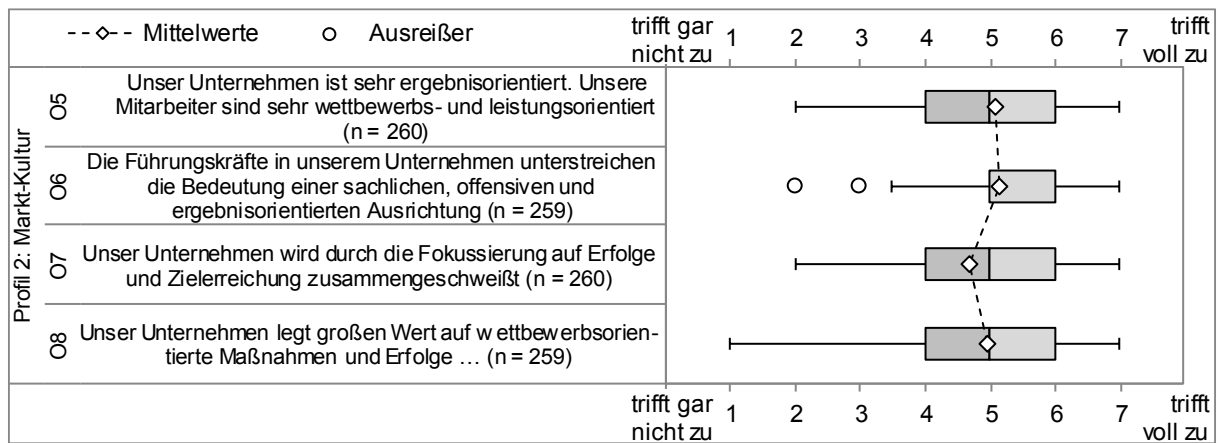 Mittelwerte
Ausreißer
trifft gar
nicht zu
1 2 3 4 5 6 7
trifft
voll zu
Profil 2: Markt-Kultur
O5
Unser Unternehmen ist sehr ergebnisorientiert. Unsere
Mitarbeiter sind sehr wettbewerbs- und leistungsorientiert
(n = 260)
O6
Die Führungskräfte in unserem Unternehmen unterstreichen
die Bedeutung einer sachlichen, offensiven und
ergebnisorientierten Ausrichtung (n = 259)
O7
Unser Unternehmen wird durch die Fokussierung auf Erfolge
und Zielerreichung zusammengeschweißt (n = 260)
O8
Unser Unternehmen legt großen Wert auf wettbewerbsorien-
tierte Maßnahmen und Erfolge … (n = 259)
trifft gar
nicht zu
1 2 3 4 5 6 7
trifft
voll zu